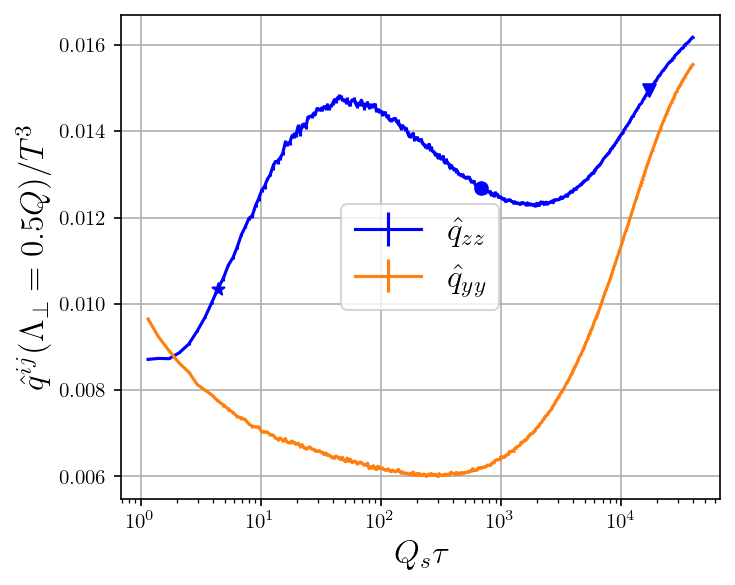 0.016
0.014
0.012
0.010
0.008
0.006
q̂^{ij}(Λ_⊥ = 0.5Q)/T^3
q̂_{zz}
q̂_{yy}
10^0 10^1 10^2 10^3 10^4
Q_sτ